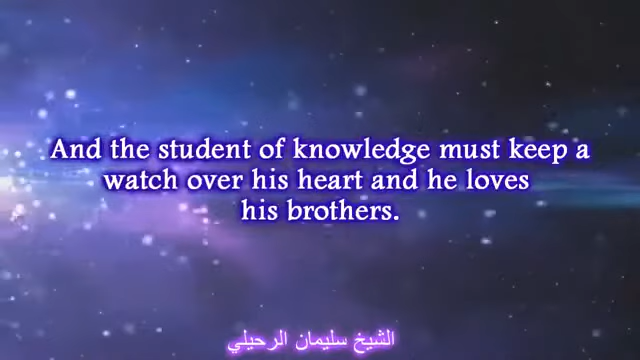 And the student of knowledge must keep a
watch over his heart and he loves
his brothers.
الشيخ سليمان الرحيلي